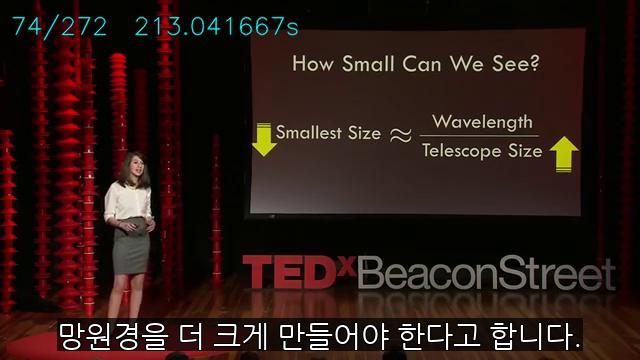 74/272 213.041667s
How Small Can We See?
Smallest Size ≈ Wavelength
Telescope Size
TEDxBeaconStreet
망원경을 더 크게 만들어야 한다고 합니다.